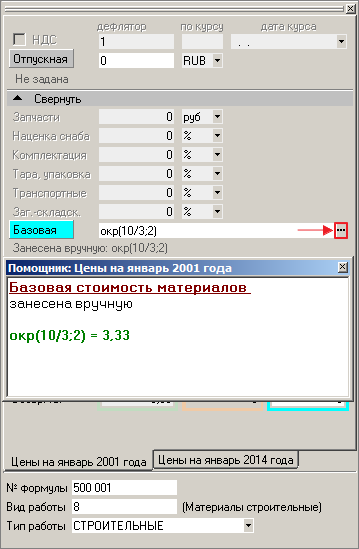 дефлятор по курсу дата курса
НДС 1 . .
Отпускная 0 RUB
Не задана
Свернуть
Запчасти 0 руб
Наценка снаба 0 %
Комплектация 0 %
Тара, упаковка 0 %
Транспортные 0 %
Заг.-складск. 0 %
Базовая окр(10/3;2) ...
Занесена вручную: окр(10/3;2)
Помощник: Цены на январь 2001 года
Базовая стоимость материалов
занесена вручную
окр(10/3;2) = 3,33
Цены на январь 2001 года Цены на январь 2014 года
№ формулы 500 001
Вид работы 8 (Материалы строительные)
Тип работы СТРОИТЕЛЬНЫЕ